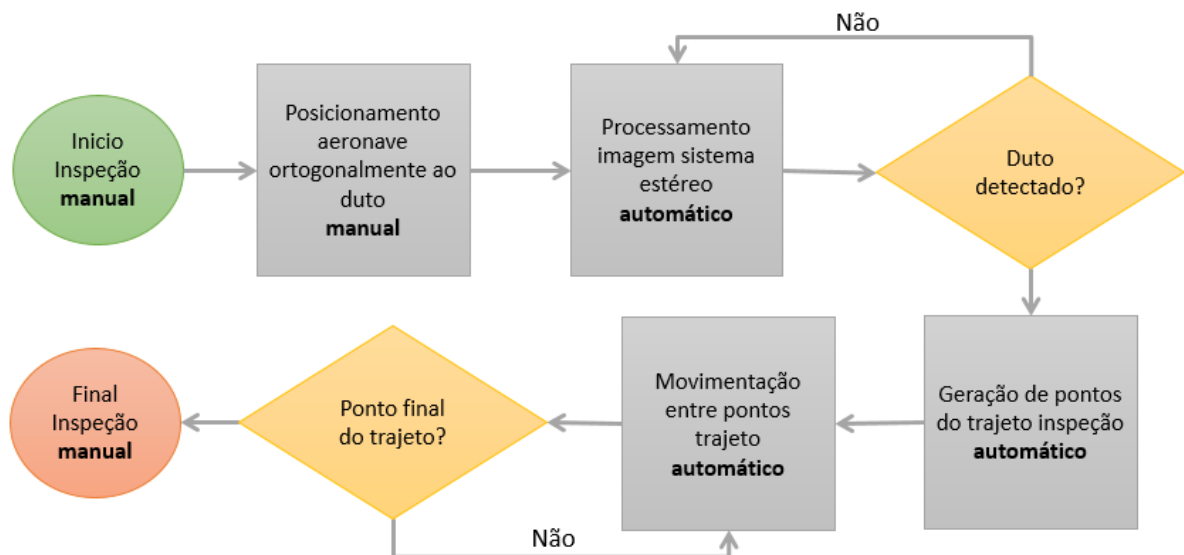 Não
Inicio
Inspeção
manual
Posicionamento
aeronave
ortogonalmente ao
duto
manual
Processamento
imagem sistema
estéreo
automático
Duto
detectado?
Final
Inspeção
manual
Ponto final
do trajeto?
Movimentação
entre pontos
trajeto
automático
Geração de pontos
do trajeto inspeção
automático
Não